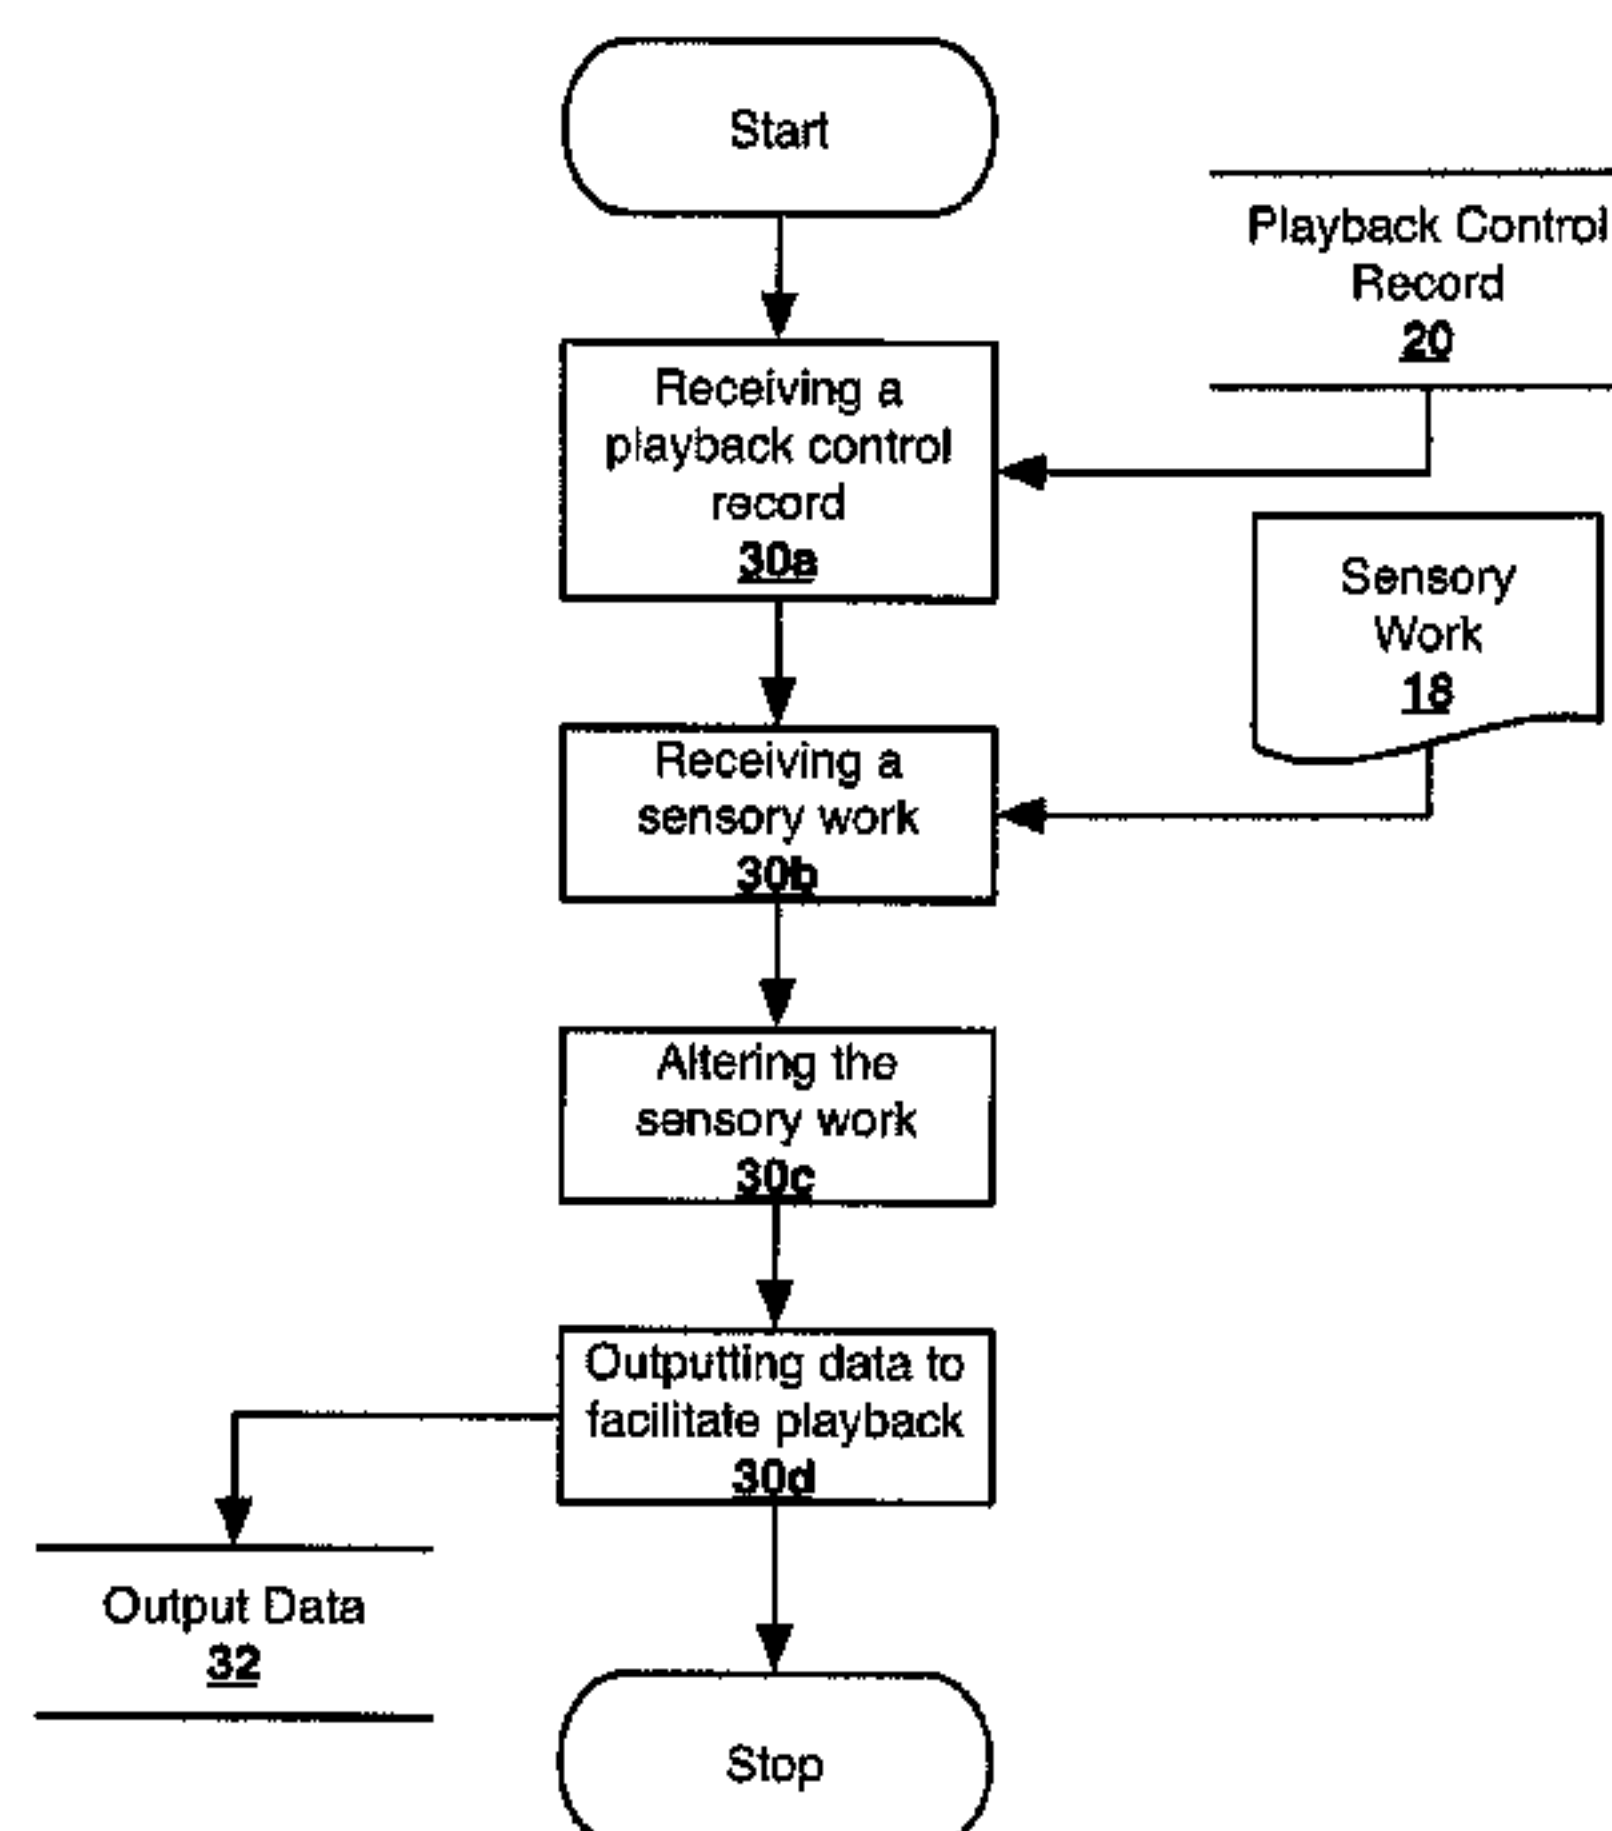 Start
Playback Control
Record
20
Receiving a
playback control
record
30a
Sensory
Work
18
Receiving a
sensory work
30b
Altering the
sensory work
30c
Outputting data to
facilitate playback
30d
Output Data
32
Stop